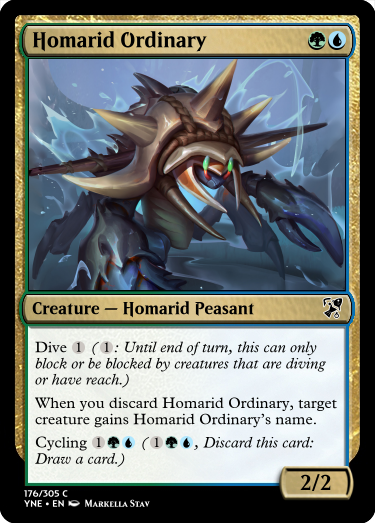 Homarid Ordinary
Creature — Homarid Peasant
Dive 1 ( 1: Until end of turn, this can only
block or be blocked by creatures that are diving
or have reach.)
When you discard Homarid Ordinary, target
creature gains Homarid Ordinary's name.
Cycling 1 ( 1 , Discard this card:
Draw a card.)
2/2
176/305 C
YNE • EN Markella Stav